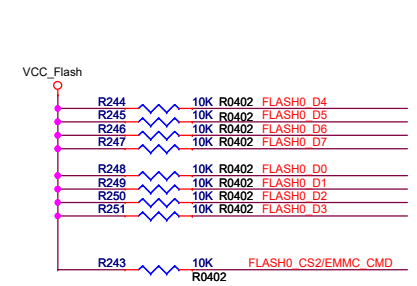 VCC_Flash
R244 10K R0402 FLASH0_D4
R245 10K R0402 FLASH0_D5
R246 10K R0402 FLASH0_D6
R247 10K R0402 FLASH0_D7
R248 10K R0402 FLASH0_D0
R249 10K R0402 FLASH0_D1
R250 10K R0402 FLASH0_D2
R251 10K R0402 FLASH0_D3
R243 10K FLASH0_CS2/EMMC_CMD
R0402